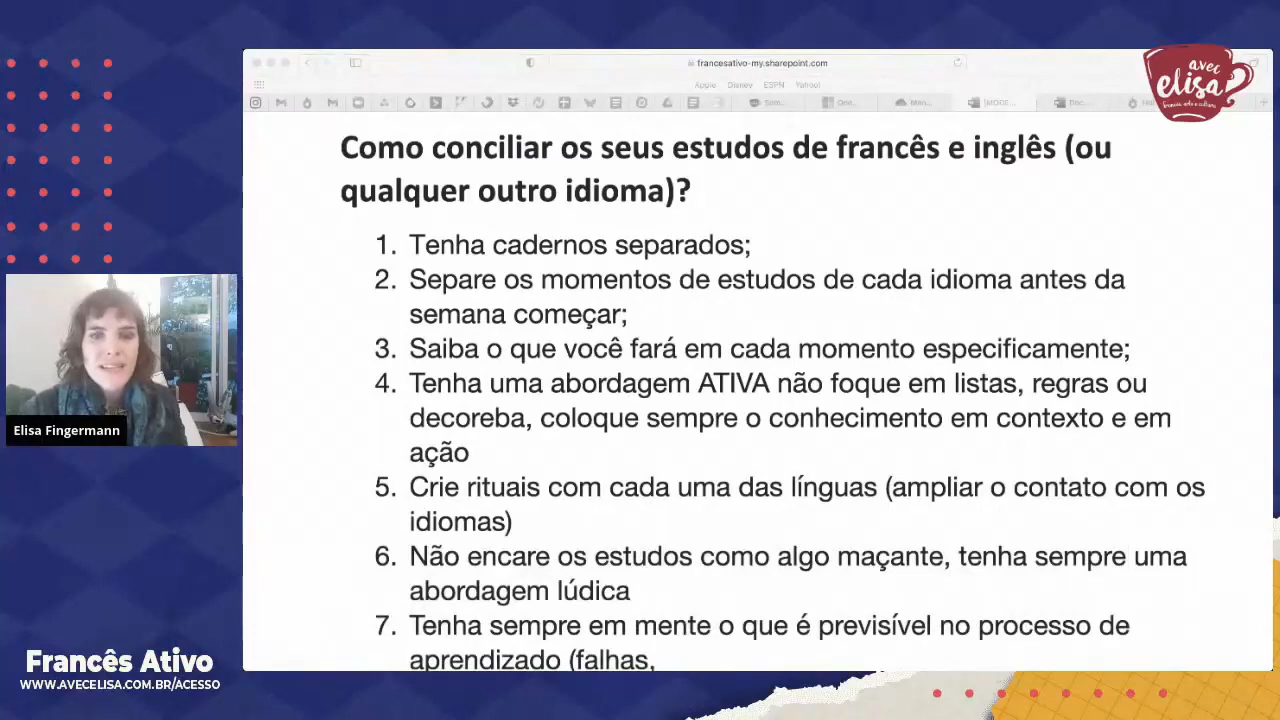 francesativo-my.sharepoint.com
Apple Disney ESPN Yahoo!
avec
elisa
Como conciliar os seus estudos de francês e inglês (ou
qualquer outro idioma)?
1. Tenha cadernos separados;
2. Separe os momentos de estudos de cada idioma antes da
semana começar;
3. Saiba o que você fará em cada momento especificamente;
4. Tenha uma abordagem ATIVA não foque em listas, regras ou
decoreba, coloque sempre o conhecimento em contexto e em
ação
5. Crie rituais com cada uma das línguas (ampliar o contato com os
idiomas)
6. Não encare os estudos como algo maçante, tenha sempre uma
abordagem lúdica
7. Tenha sempre em mente o que é previsível no processo de
aprendizado (falhas,
Elisa Fingermann
Francês Ativo
WWW.AVECELISA.COM.BR/ACESSO